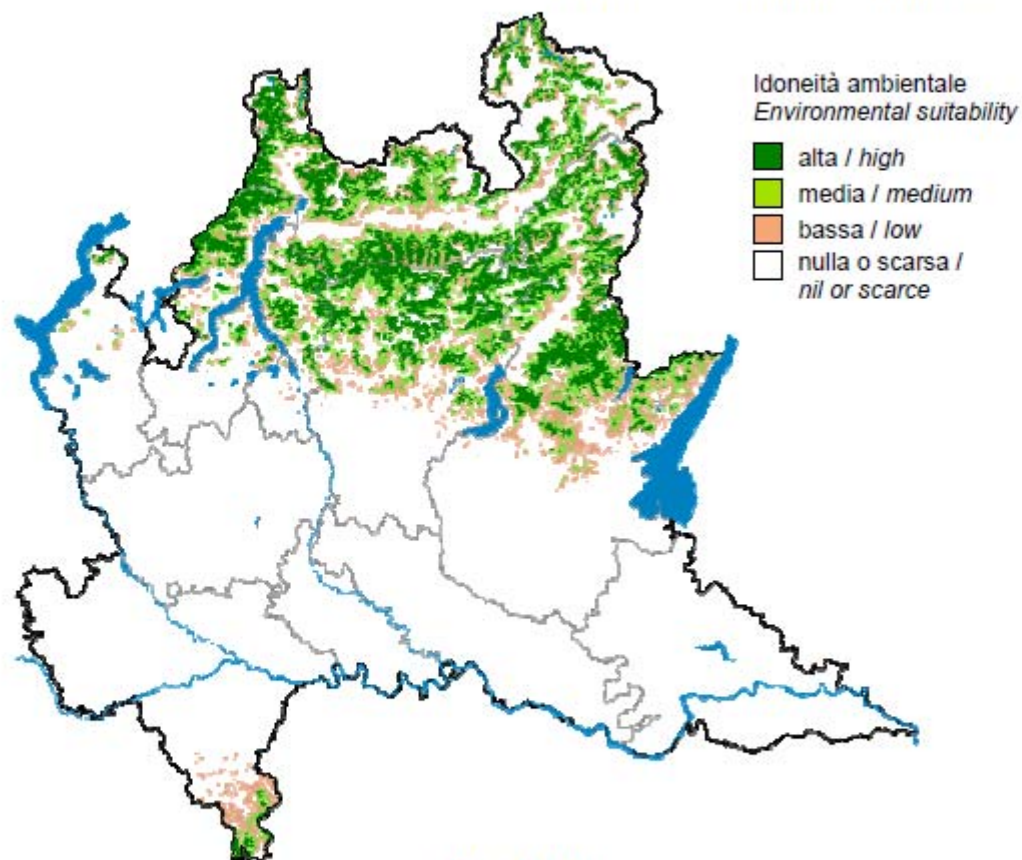 Idoneità ambientale
Environmental suitability
alta / high
media / medium
bassa / low
nulla o scarsa /
nil or scarce